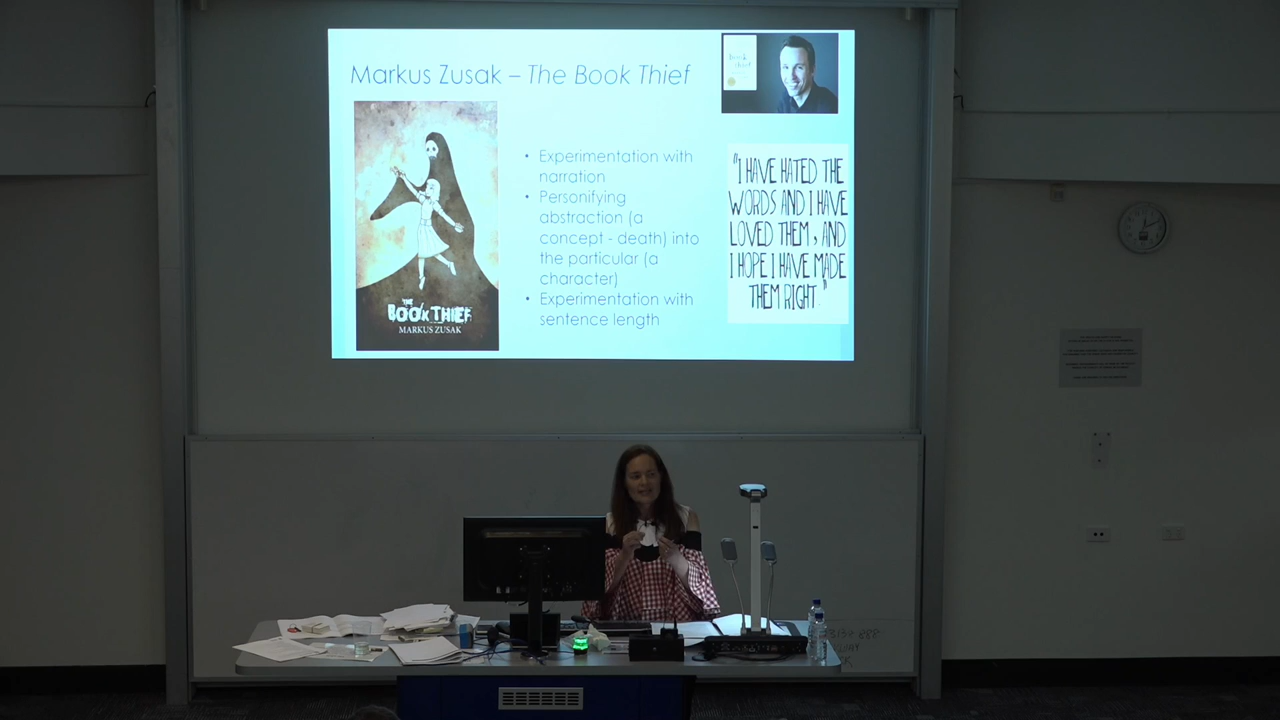 Markus Zusak – The Book Thief
book
thief
• Experimentation with
narration
• Personifying
abstraction (a
concept - death) into
the particular (a
character)
• Experimentation with
sentence length
THE
BOOK THIEF
MARKUS ZUSAK
"I HAVE HATED THE
WORDS AND I HAVE
LOVED THEM, AND
I HOPE I HAVE MADE
THEM RIGHT."